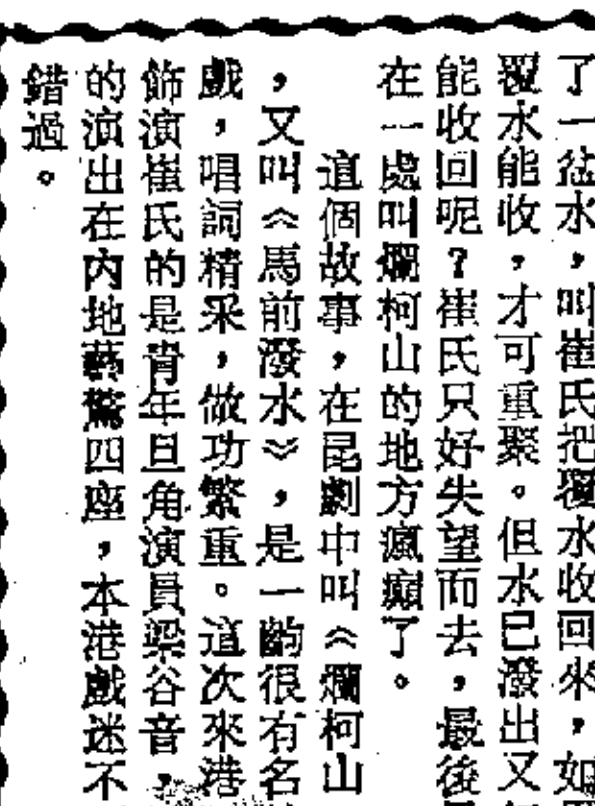 了一盆水，叫崔氏把覆水收回來，如
覆水能收，才可重聚。但水已潑出又
能收回呢？崔氏只好失望而去，最後
在一處叫爛柯山的地方瘋癲了。
這個故事，在昆劇中叫《爛柯山
，又叫《馬前潑水》，是一齣很有名
戲，唱詞精采，做功繁重。這次來港
飾演崔氏的是青年旦角演員梁谷音，
的演出在內地藝驚四座，本港戲迷不
錯過。